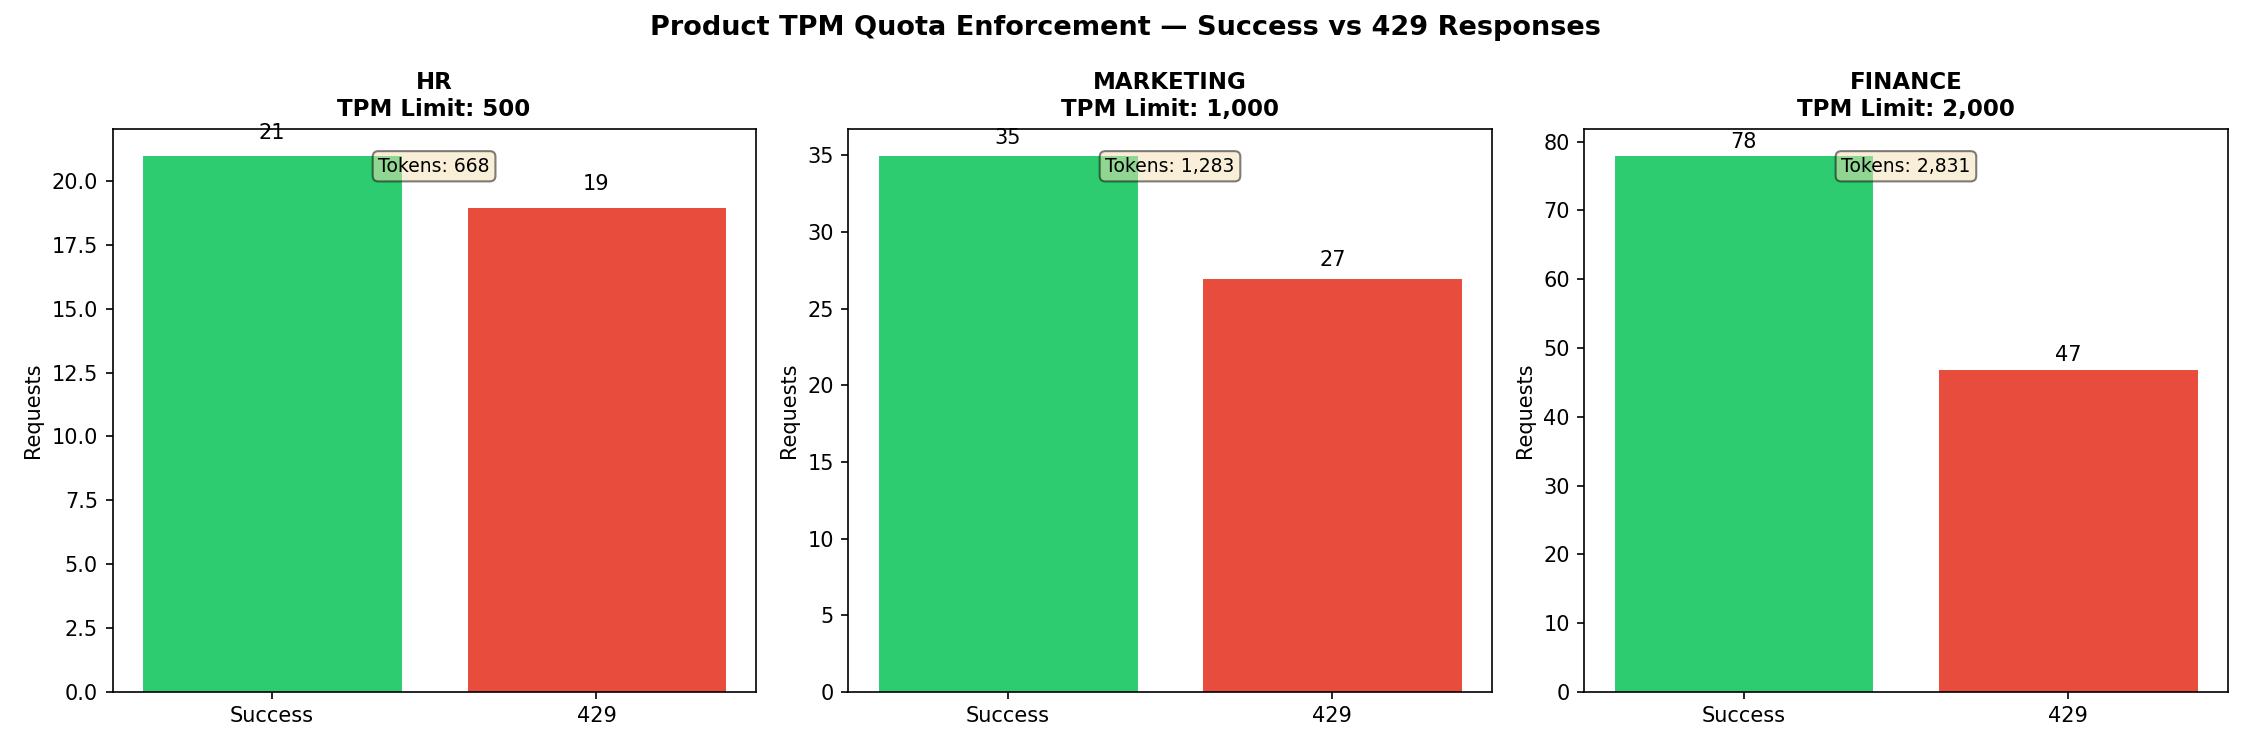 Product TPM Quota Enforcement — Success vs 429 Responses
HR
TPM Limit: 500
21
Tokens: 668
19
20.0
17.5
15.0
12.5
10.0
7.5
5.0
2.5
0.0
Requests
Success
429
MARKETING
TPM Limit: 1,000
35
Tokens: 1,283
27
35
30
25
20
15
10
5
0
Requests
Success
429
FINANCE
TPM Limit: 2,000
78
Tokens: 2,831
47
80
70
60
50
40
30
20
10
0
Requests
Success
429